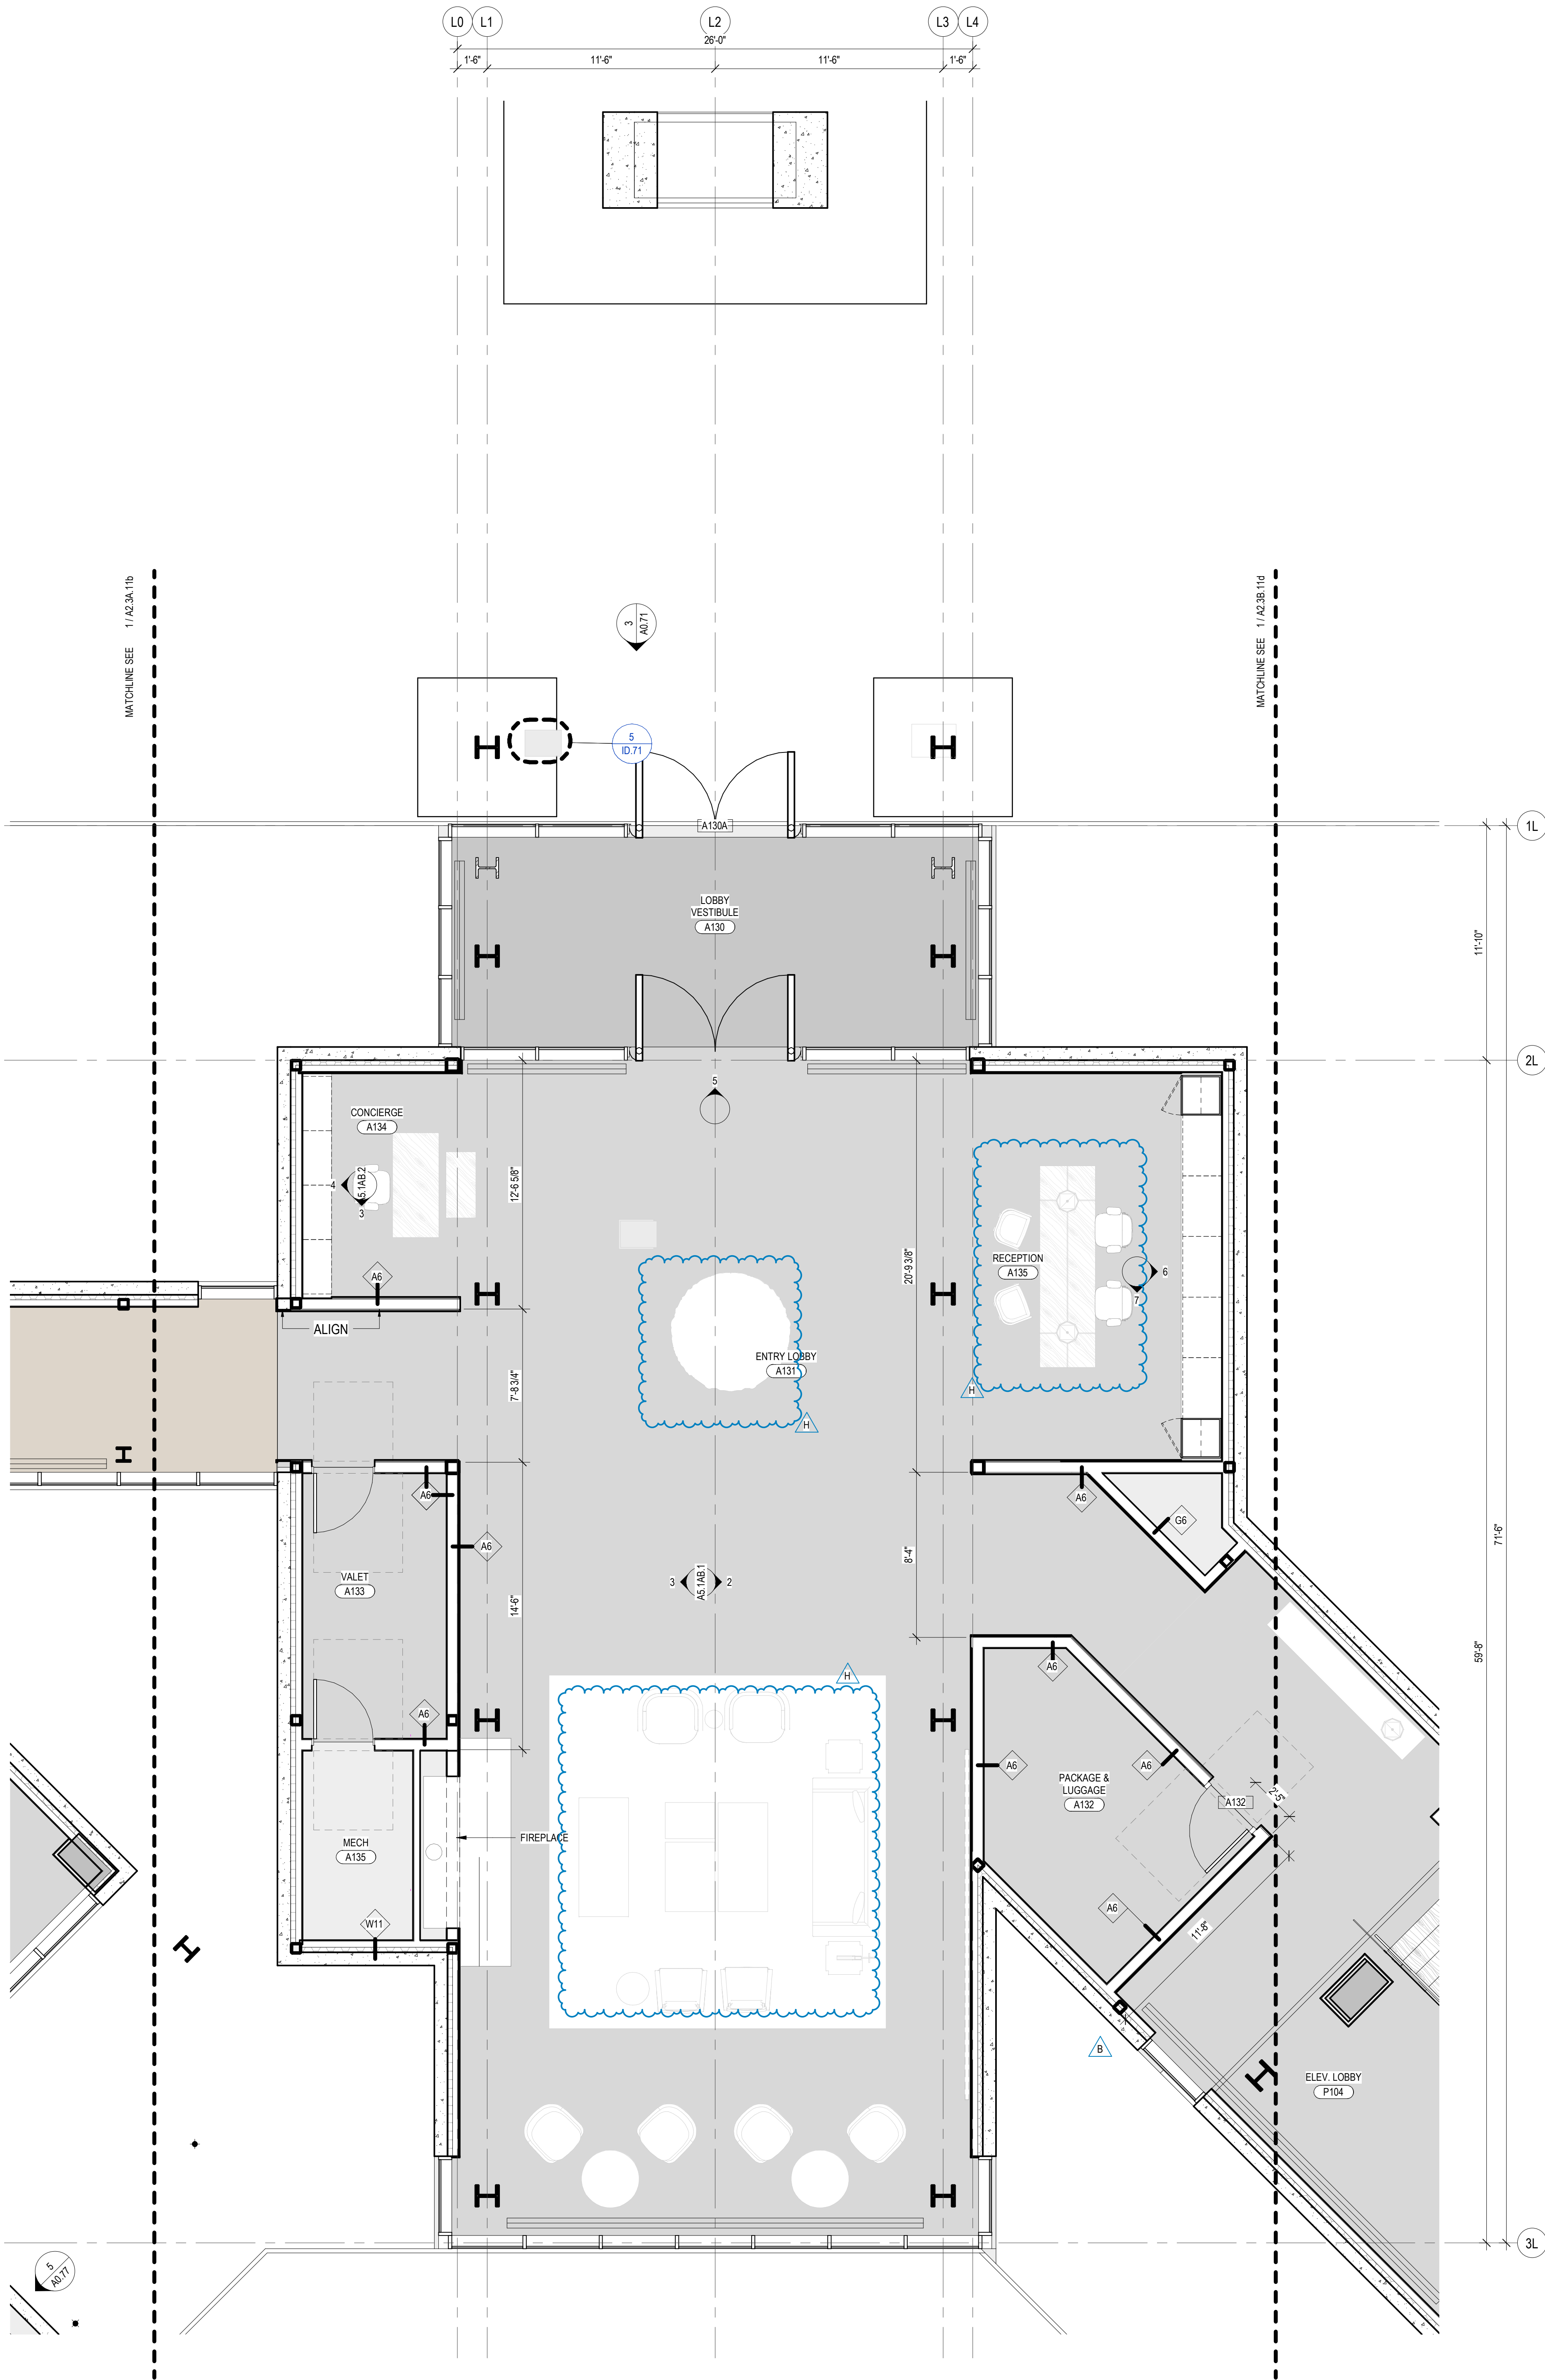 L0
L1
L2
L3
L4
26'-0"
1'-6"
11'-6"
11'-6"
1'-6"
MATCHLINE SEE 1 / A2.3A.11b
MATCHLINE SEE 1 / A2.3B.11d
3
A0.71
5
ID.71
A130A
1L
LOBBY
VESTIBULE
A130
11'-10"
2L
5
CONCIERGE
A134
4
A5.1AB.2
3
12'-6 5/8"
20'-9 3/8"
RECEPTION
A135
6
7
A6
ALIGN
ENTRY LOBBY
A131
H
H
7'-8 3/4"
A6
A6
A6
G6
71'-6"
8'-4"
VALET
A133
14'-6"
3
A5.1AB.1
2
59'-8"
H
A6
A6
A6
A6
PACKAGE &
LUGGAGE
A132
A132
2'-5"
MECH
A135
FIREPLACE
W11
A6
11'-8"
B
ELEV. LOBBY
P104
3L
5
A0.77